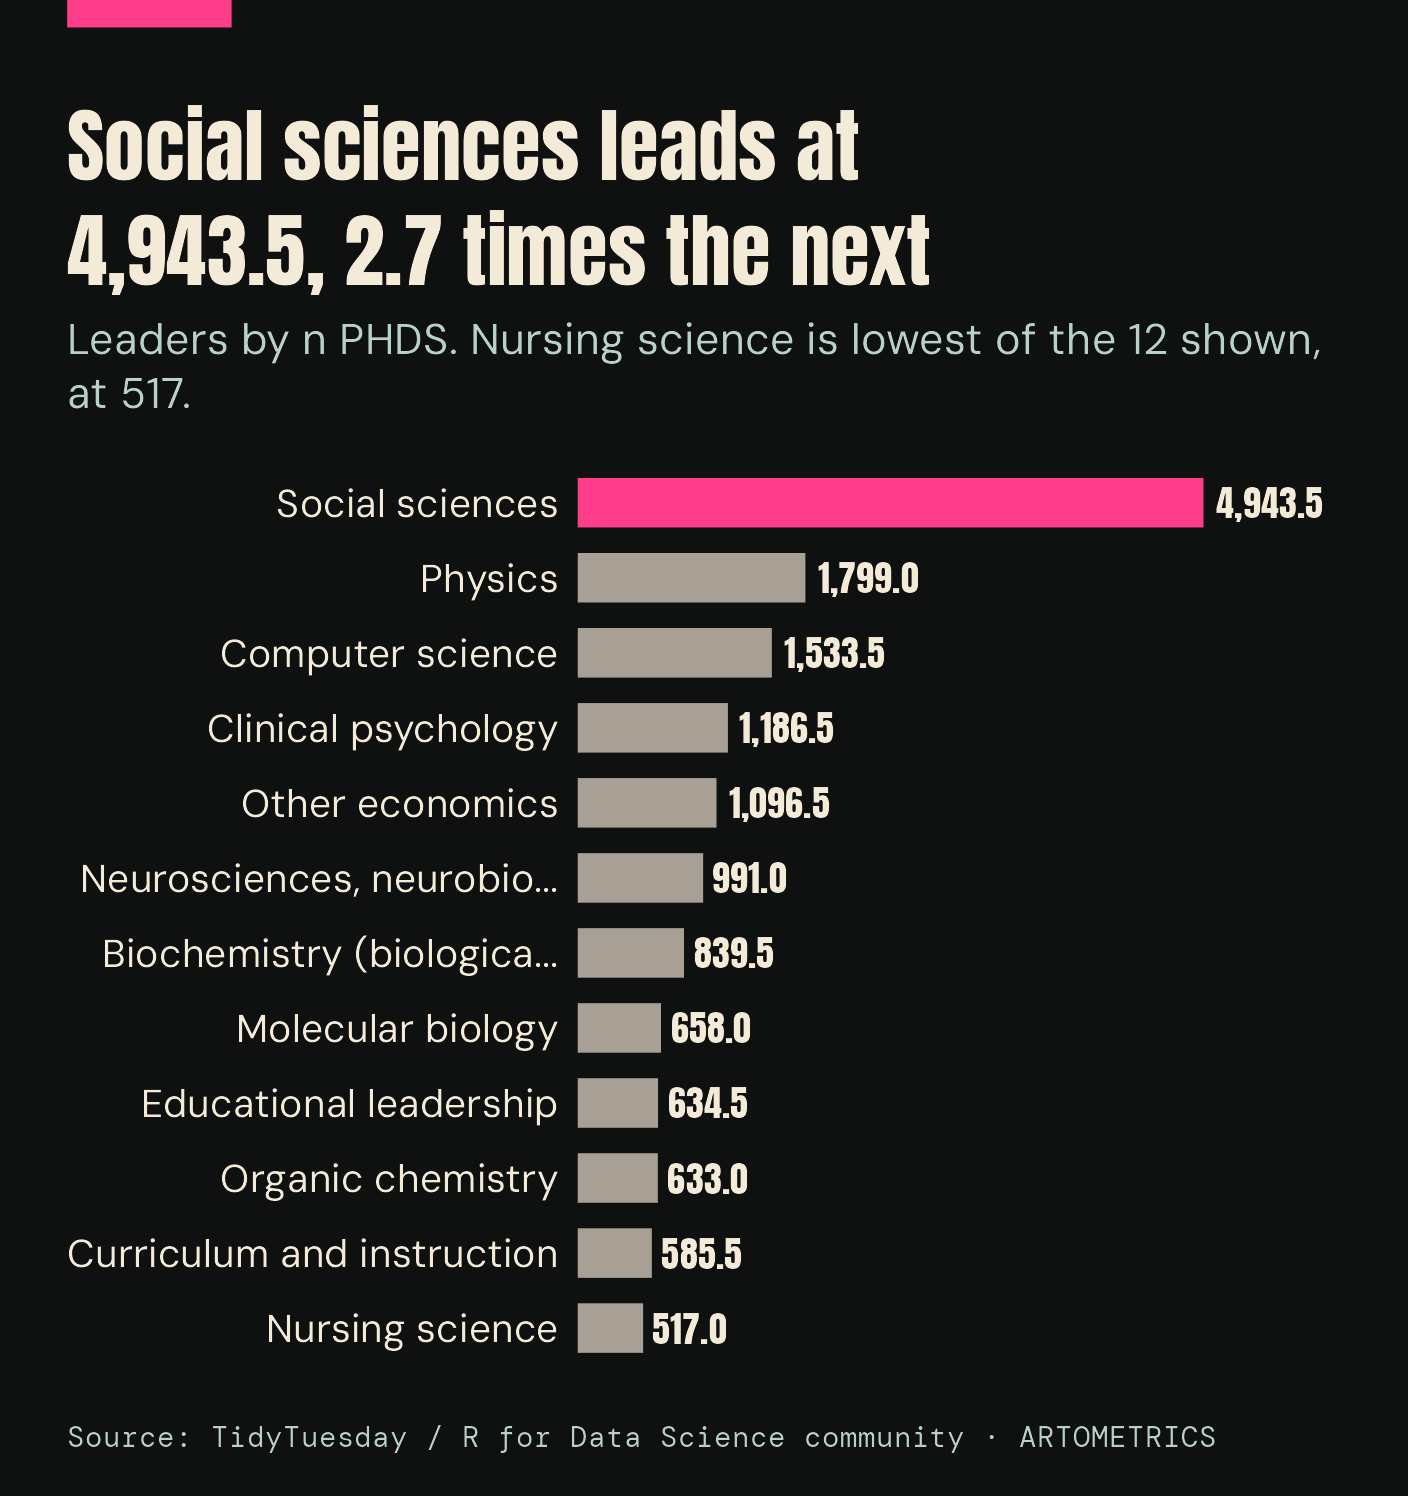 Social sciences leads at
4,943.5, 2.7 times the next
Leaders by n PHDS. Nursing science is lowest of the 12 shown,
at 517.
Social sciences 4,943.5
Physics 1,799.0
Computer science 1,533.5
Clinical psychology 1,186.5
Other economics 1,096.5
Neurosciences, neurobio... 991.0
Biochemistry (biologica... 839.5
Molecular biology 658.0
Educational leadership 634.5
Organic chemistry 633.0
Curriculum and instruction 585.5
Nursing science 517.0
Source: TidyTuesday / R for Data Science community · ARTOMETRICS